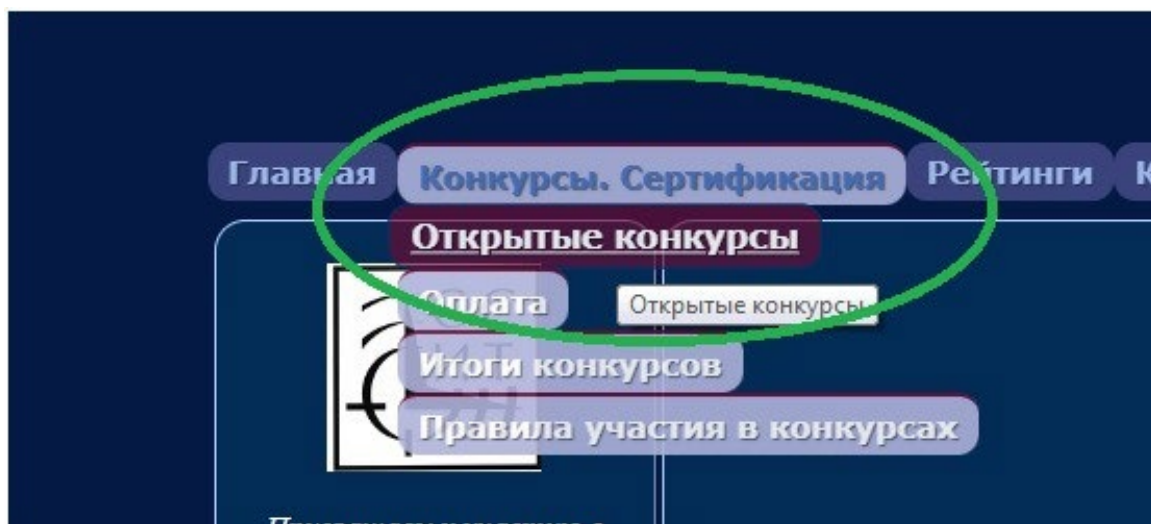 Главная Конкурсы. Сертификация Рейтинги К
Открытые конкурсы
Оплата Открытые конкурсы
Итоги конкурсов
Правила участия в конкурсах